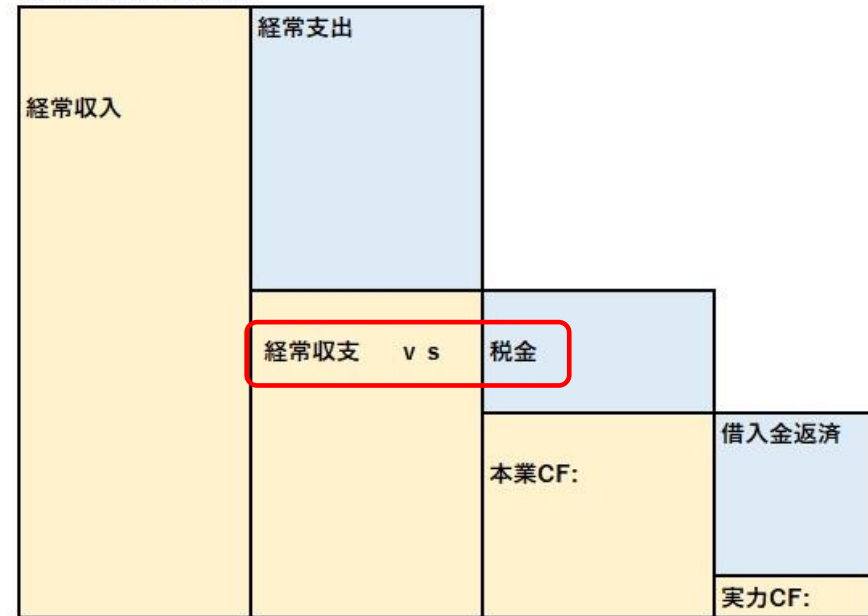 経常支出
経常収入
経常収支 vs 税金
借入金返済
本業CF:
実力CF: